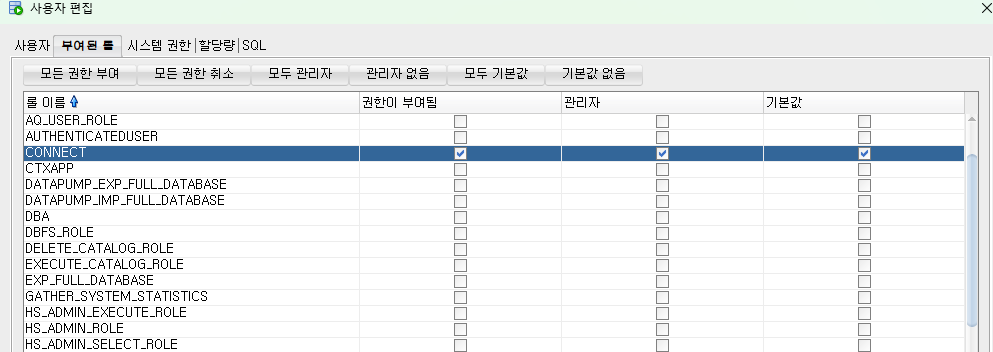 사용자 편집
사용자 부여된 롤 시스템 권한 할당량 SQL
모든 권한 부여 모든 권한 취소 모두 관리자 관리자 없음 모두 기본값 기본값 없음
롤 이름 권한이 부여됨 관리자 기본값
AQ_USER_ROLE
AUTHENTICATEDUSER
CONNECT
CTXAPP
DATAPUMP_EXP_FULL_DATABASE
DATAPUMP_IMP_FULL_DATABASE
DBA
DBFS_ROLE
DELETE_CATALOG_ROLE
EXECUTE_CATALOG_ROLE
EXP_FULL_DATABASE
GATHER_SYSTEM_STATISTICS
HS_ADMIN_EXECUTE_ROLE
HS_ADMIN_ROLE
HS_ADMIN_SELECT_ROLE